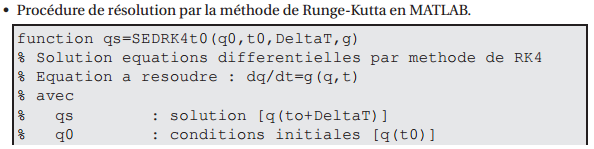 • Procédure de résolution par la méthode de Runge-Kutta en MATLAB.
function qs=SEDRK4t0(q0,t0,DeltaT,g)
% Solution equations differentielles par methode de RK4
% Equation a resoudre : dq/dt=g(q,t)
% avec
% qs : solution [q(to+DeltaT)]
% q0 : conditions initiales [q(t0)]